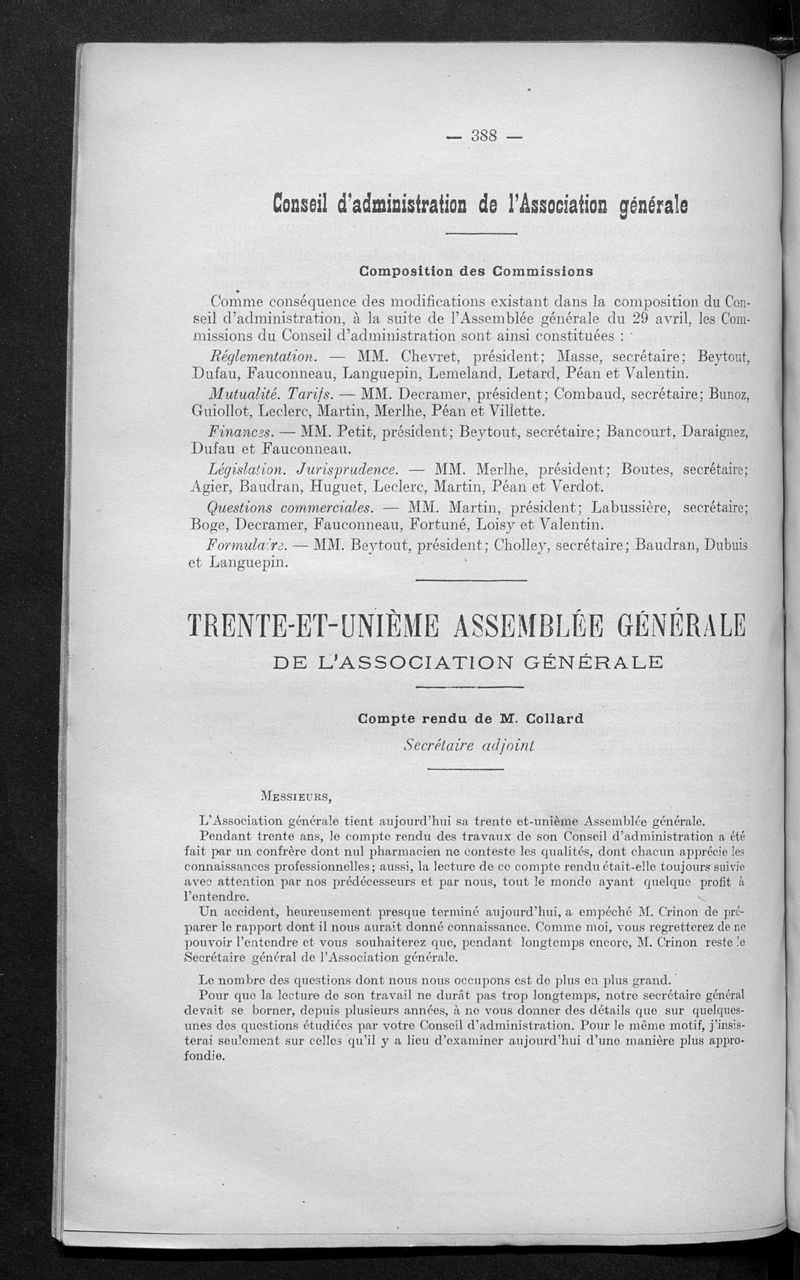 — 388 —
Conseil d'administration de l'Association générale
Composition des Commissions
Comme conséquence des modifications existant dans la composition du Con-
seil d'administration, à la suite de l'Assemblée générale du 29 avril, les Com-
missions du Conseil d'administration sont ainsi constituées :
Réglementation. — MM. Chevret, président; Masse, secrétaire; Beytout,
Dufau, Fauconneau, Languepin, Lemeland, Letard, Péan et Valentin.
Mutualité. Tarifs. — MM. Decramer, président; Combaud, secrétaire; Bunoz,
Guiollot, Leclerc, Martin, Merlhe, Péan et Villette.
Finances. — MM. Petit, président; Beytout, secrétaire; Bancourt, Daraignez,
Dufau et Fauconneau.
Législation. Jurisprudence. — MM. Merlhe, président; Boutes, secrétaire;
Agier, Baudran, Huguet, Leclerc, Martin, Péan et Verdot.
Questions commerciales. — MM. Martin, président; Labussière, secrétaire;
Boge, Decramer, Fauconneau, Fortuné, Loisy et Valentin.
Formulaire. — MM. Beytout, président; Cholley, secrétaire; Baudran, Dubuis
et Languepin.
TRENTE-ET-UNIÈME ASSEMBLÉE GÉNÉRALE
DE L'ASSOCIATION GÉNÉRALE
Compte rendu de M. Collard
Secrétaire adjoint
MESSIEURS,
L'Association générale tient aujourd'hui sa trente et-unième Assemblée générale.
Pendant trente ans, le compte rendu des travaux de son Conseil d'administration a été
fait par un confrère dont nul pharmacien ne conteste les qualités, dont chacun apprécie les
connaissances professionnelles; aussi, la lecture de ce compte rendu était-elle toujours suivie
avec attention par nos prédécesseurs et par nous, tout le monde ayant quelque profit à
l'entendre.
Un accident, heureusement presque terminé aujourd'hui, a empêché M. Crinon de pré-
parer le rapport dont il nous aurait donné connaissance. Comme moi, vous regretterez de ne
pouvoir l'entendre et vous souhaiterez que, pendant longtemps encore, M. Crinon reste le
Secrétaire général de l'Association générale.
Le nombre des questions dont nous nous occupons est de plus en plus grand.
Pour que la lecture de son travail ne durât pas trop longtemps, notre secrétaire général
devait se borner, depuis plusieurs années, à ne vous donner des détails que sur quelques-
unes des questions étudiées par votre Conseil d'administration. Pour le même motif, j'insis-
terai seulement sur celles qu'il y a lieu d'examiner aujourd'hui d'une manière plus appro-
fondie.